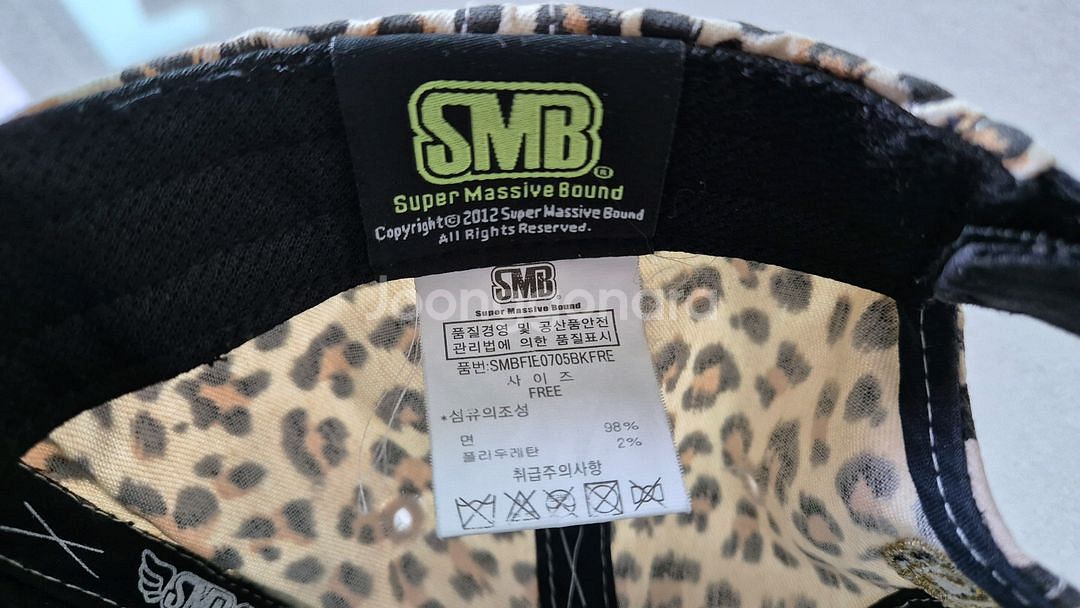 SMB®
Super Massive Bound
Copyright© 2012 Super Massive Bound
All Rights Reserved.
SMB
Super Massive Bound
Joongonara
품질경영 및 공산품안전
관리법에 의한 품질표시
품번:SMBFIE0705BKFRE
사 이 즈
FREE
*섬유의조성
면 98%
폴리우레탄 2%
취급주의사항
SMB